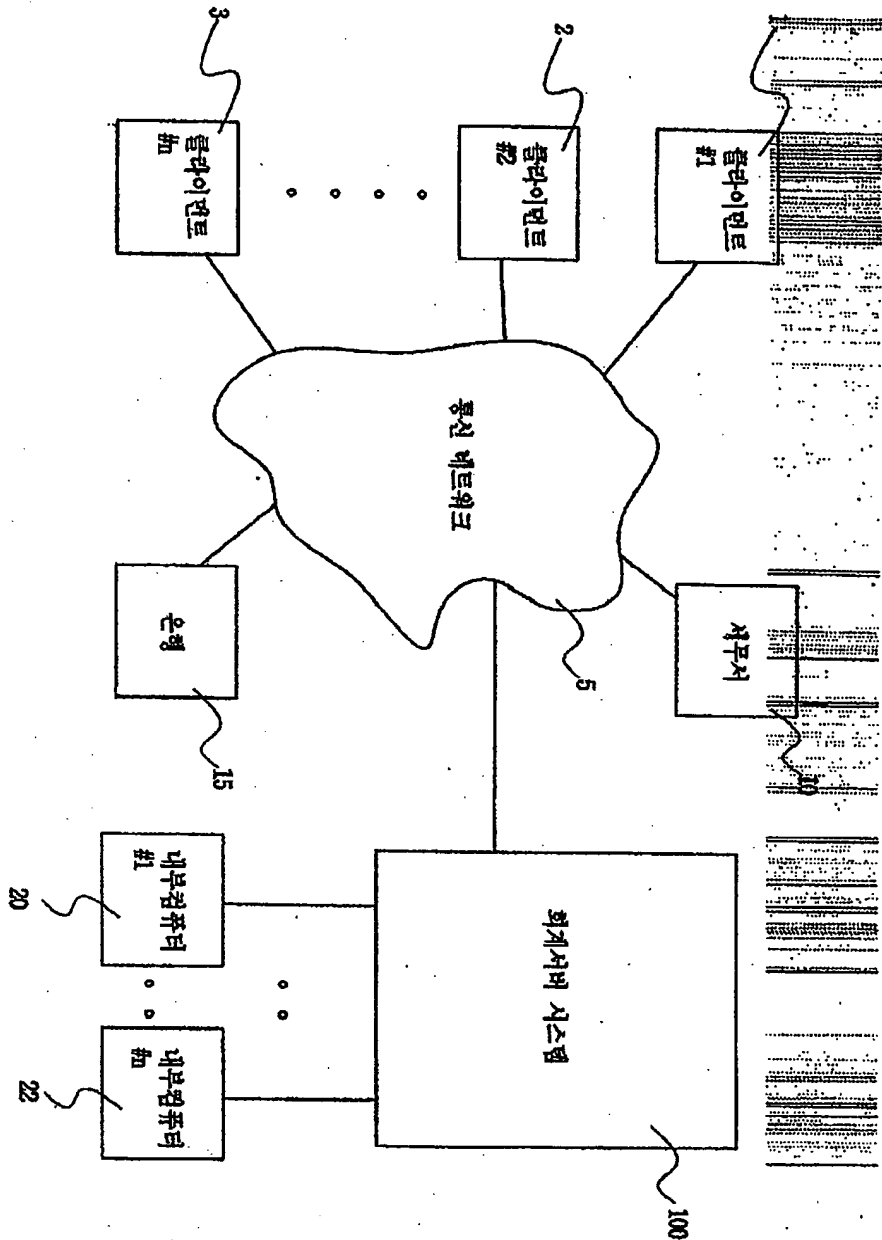 1
클라이언트
#1
2
클라이언트
#2
3
클라이언트
#n
통신 네트워크
5
세무서
10
은행
15
회계서버 시스템
100
내부컴퓨터
#1
20
내부컴퓨터
#n
22